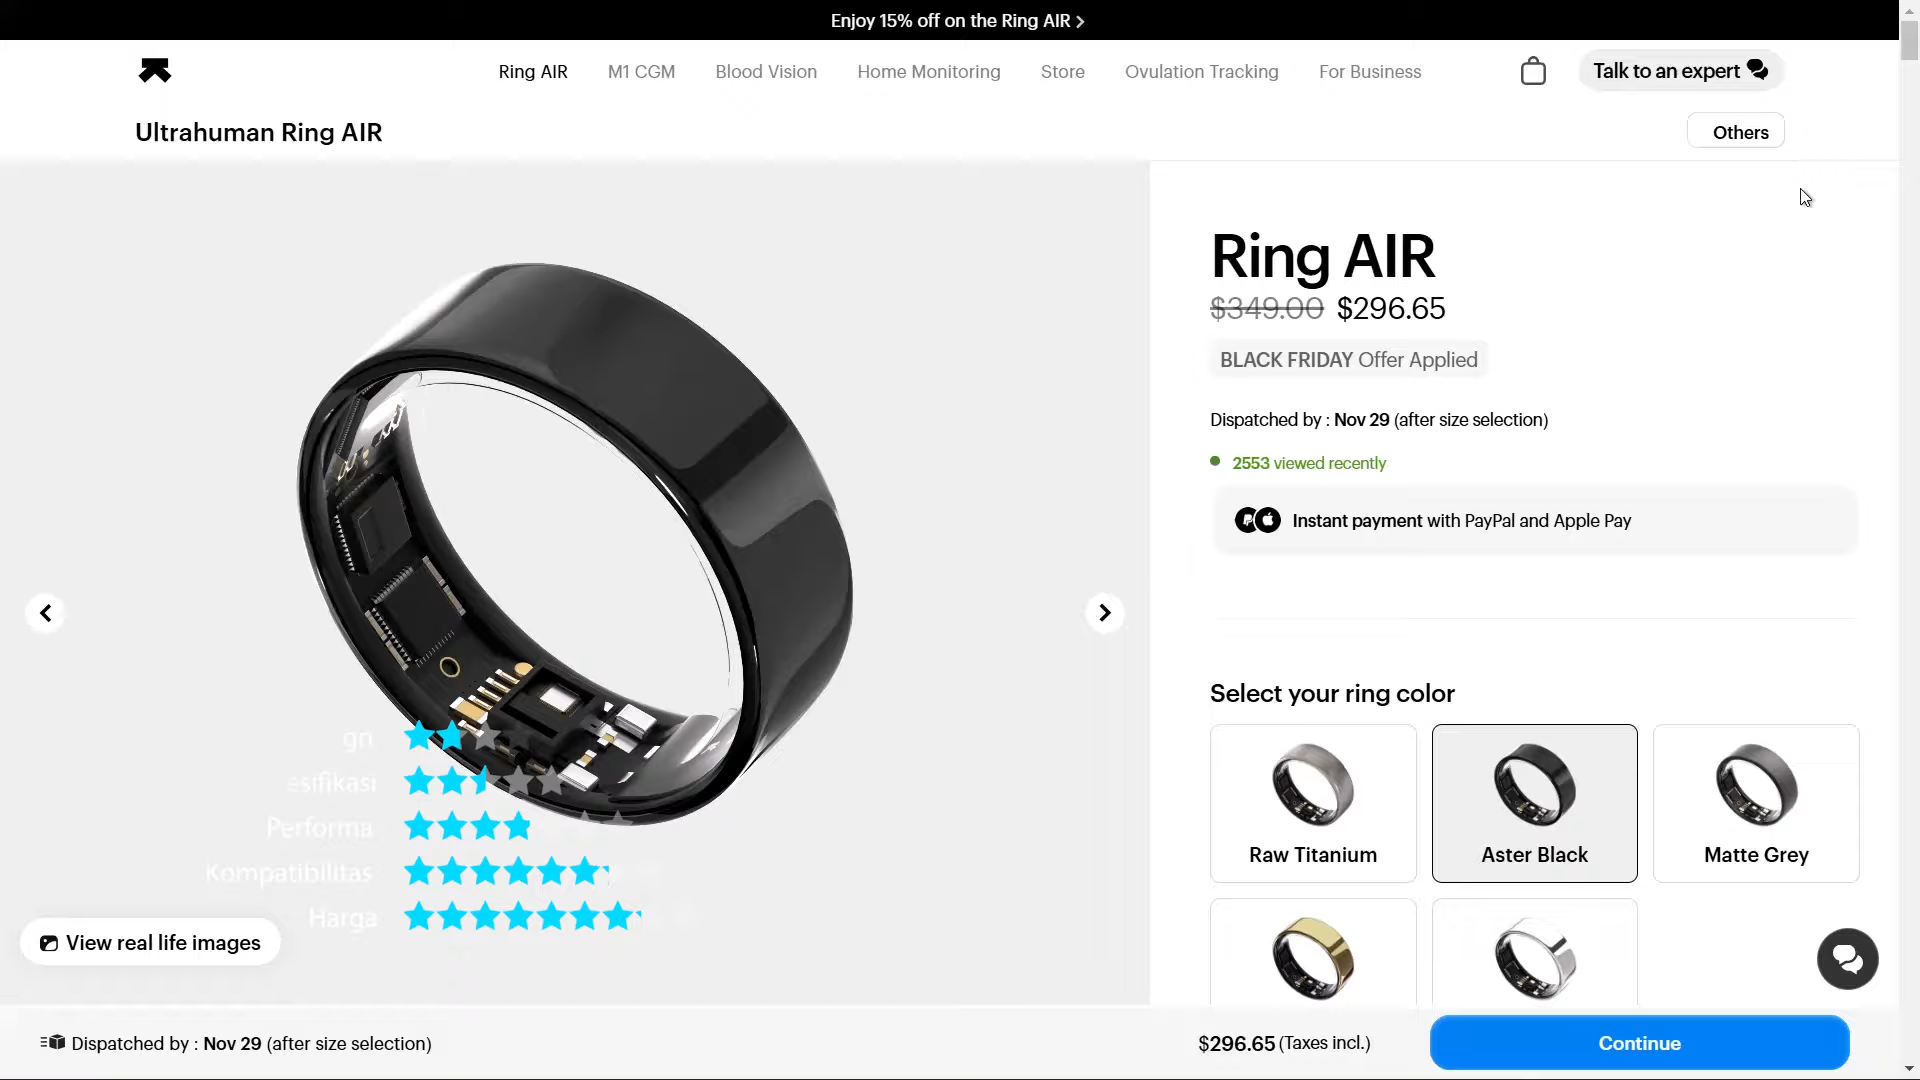 Enjoy 15% off on the Ring AIR
Ring AIR M1 CGM Blood Vision Home Monitoring Store Ovulation Tracking For Business Talk to an expert
Ultrahuman Ring AIR
Others
Ring AIR
$349.00 $296.65
BLACK FRIDAY Offer Applied
Dispatched by : Nov 29 (after size selection)
2553 viewed recently
Instant payment with PayPal and Apple Pay
Select your ring color
Raw Titanium
Aster Black
Matte Grey
gn
esifikasi
Performa
Kompatibilitas
Harga
View real life images
Dispatched by : Nov 29 (after size selection)
$296.65 (Taxes incl.)
Continue